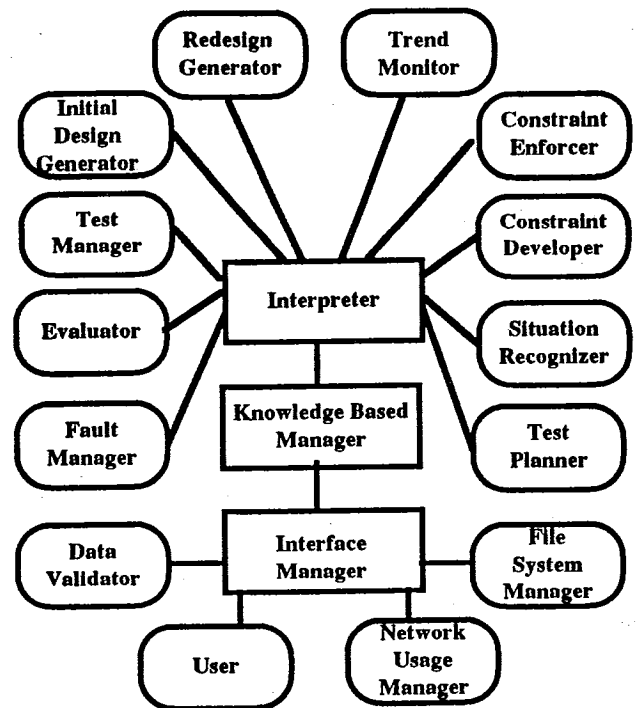 Redesign
Generator
Trend
Monitor
Initial
Design
Generator
Constraint
Enforcer
Test
Manager
Constraint
Developer
Interpreter
Evaluator
Situation
Recognizer
Knowledge Based
Manager
Fault
Manager
Test
Planner
Data
Validator
Interface
Manager
File
System
Manager
User
Network
Usage
Manager